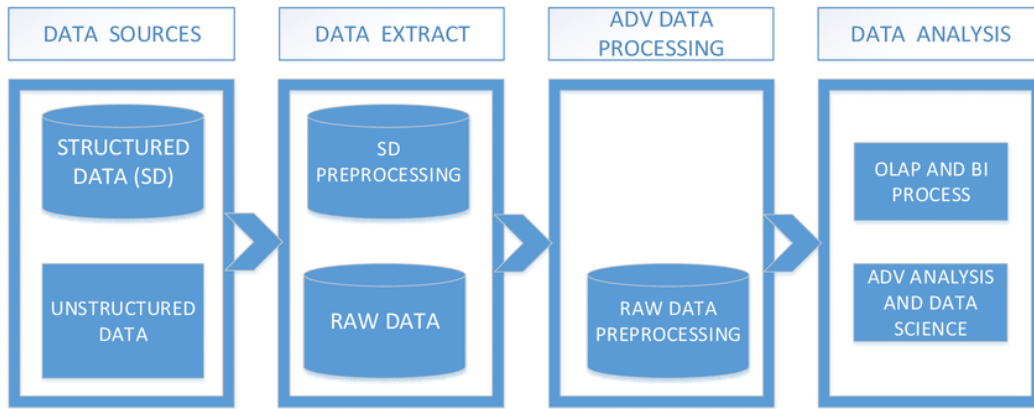 DATA SOURCES
DATA EXTRACT
ADV DATA
PROCESSING
DATA ANALYSIS
STRUCTURED
DATA (SD)
UNSTRUCTURED
DATA
SD
PREPROCESSING
RAW DATA
RAW DATA
PREPROCESSING
OLAP AND BI
PROCESS
ADV ANALYSIS
AND DATA
SCIENCE